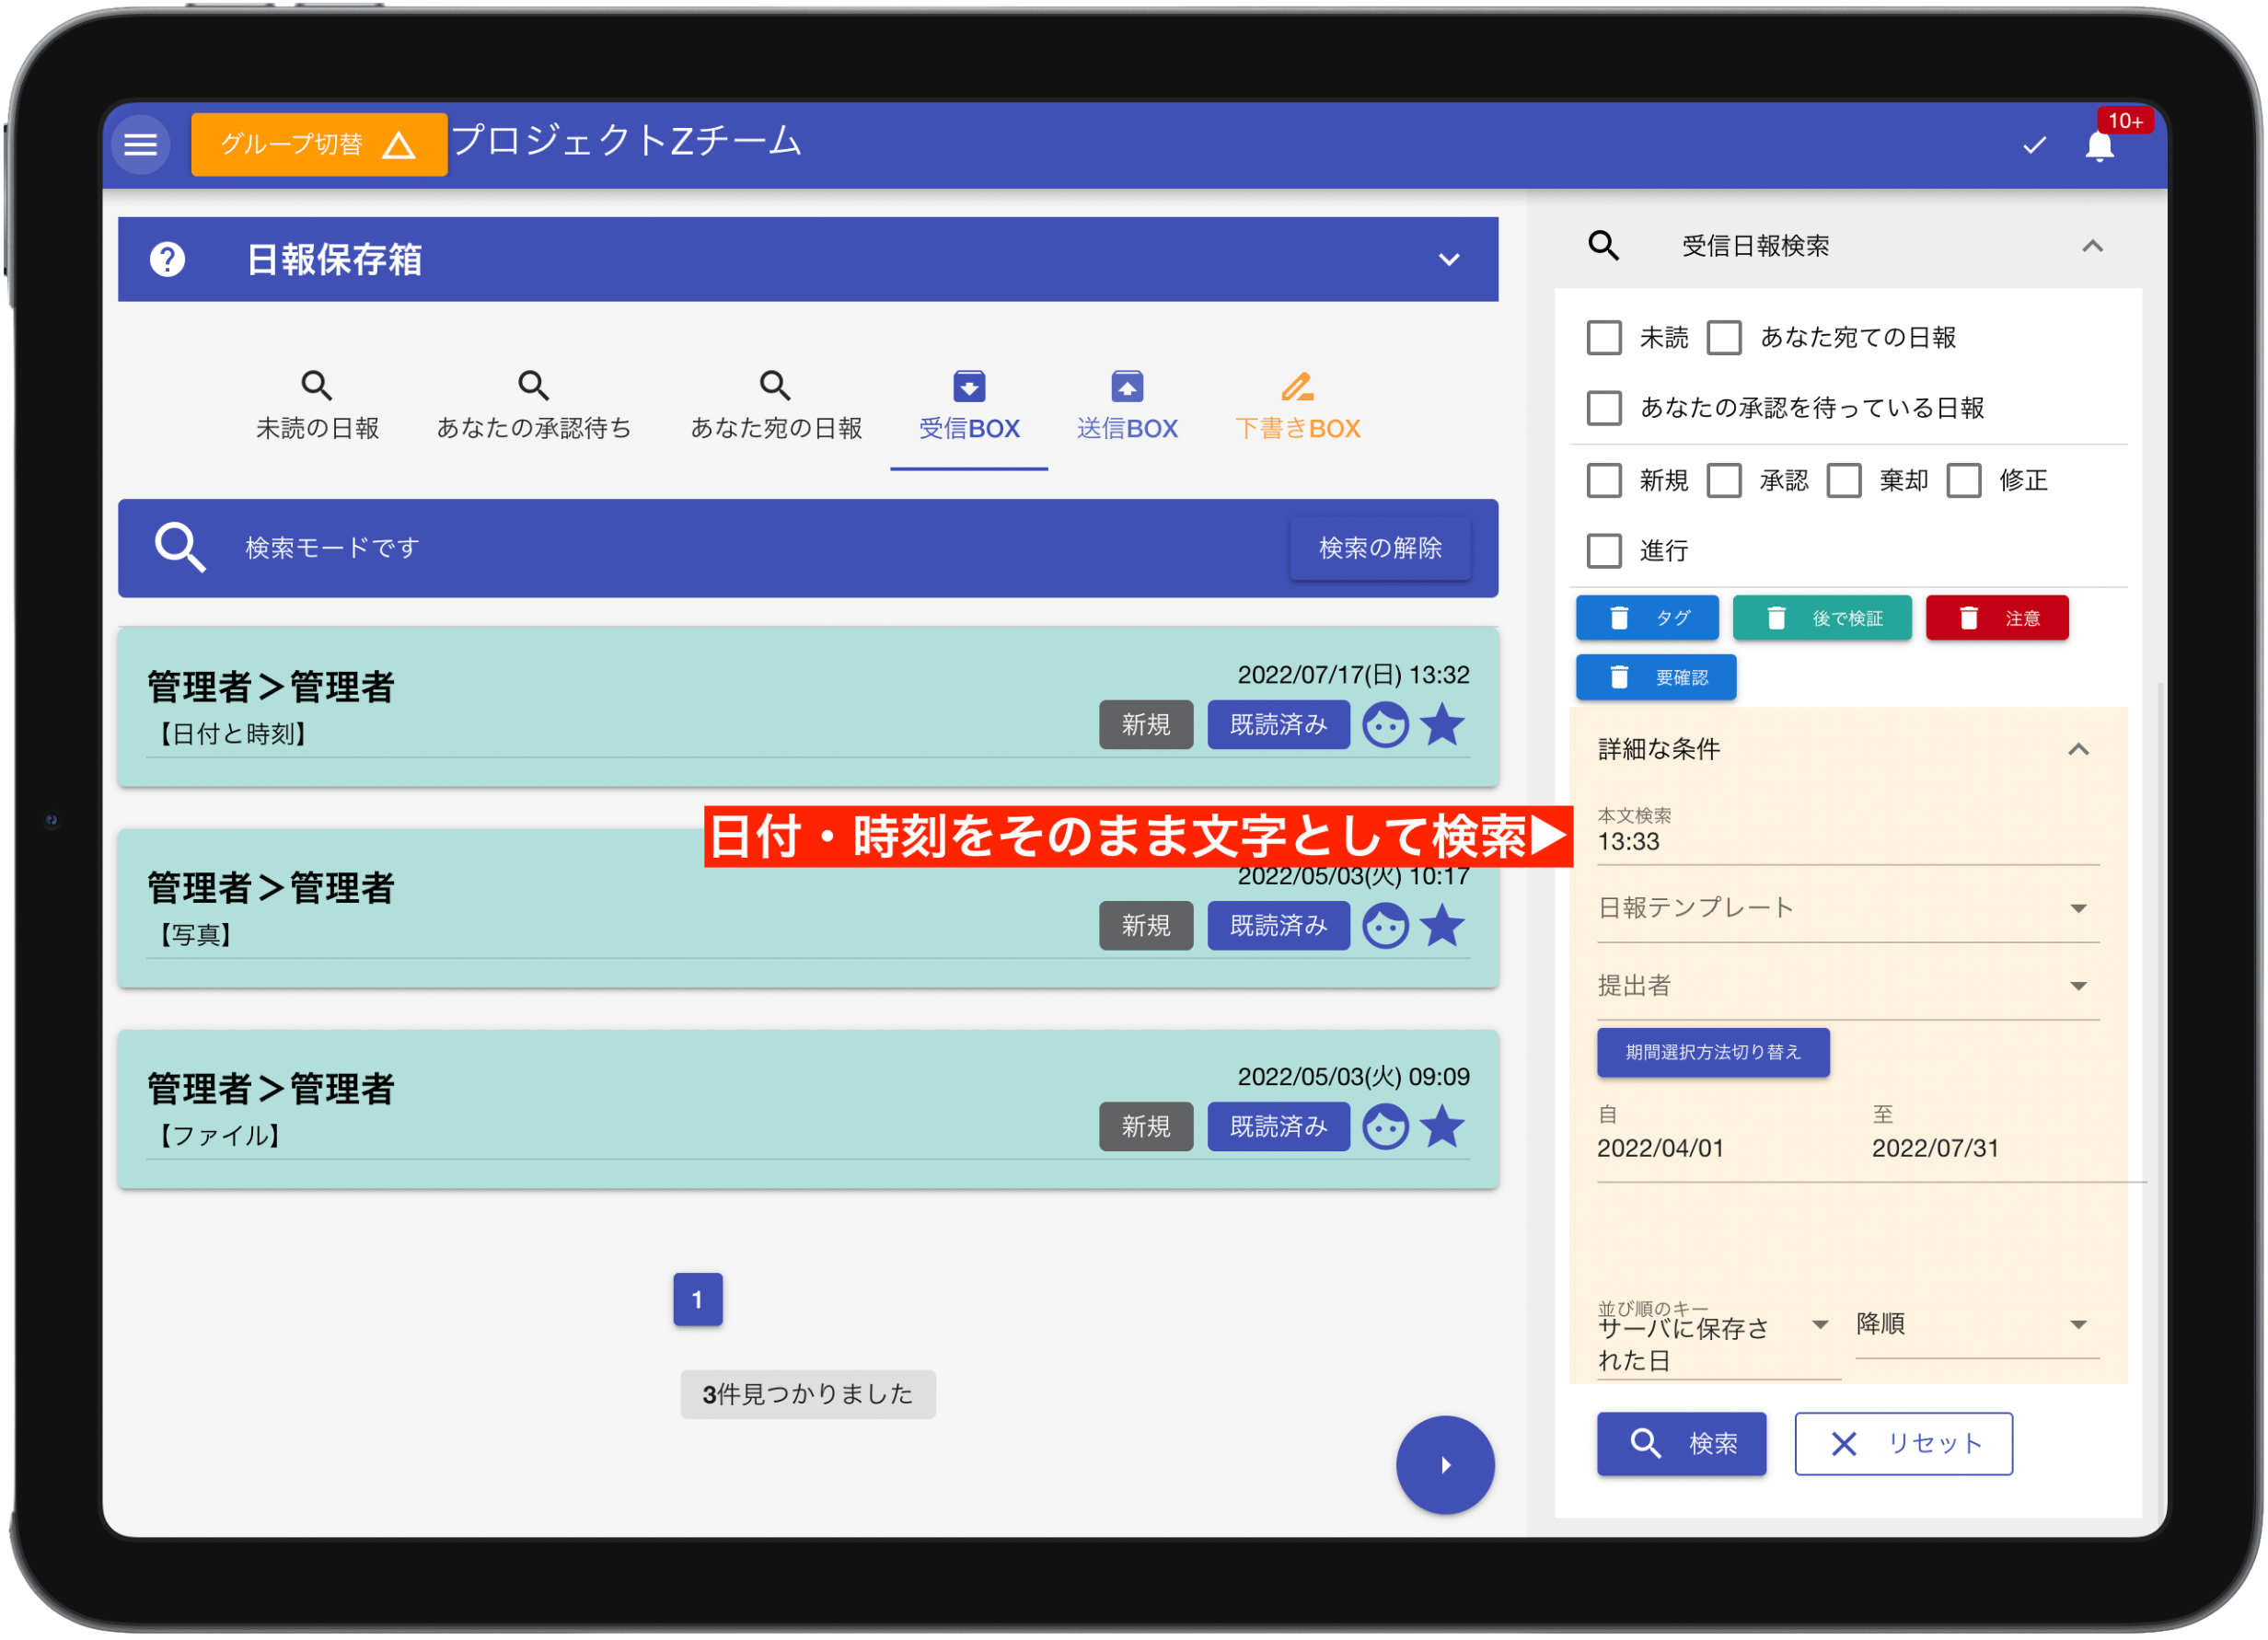 グループ切替
プロジェクトZチーム
10+
日報保存箱
未読の日報
あなたの承認待ち
あなた宛の日報
受信BOX
送信BOX
下書きBOX
検索モードです
検索の解除
管理者＞管理者
2022/07/17(日) 13:32
【日付と時刻】
新規
既読済み
日付・時刻をそのまま文字として検索▶
管理者＞管理者
2022/05/03(火) 10:17
【写真】
新規
既読済み
管理者＞管理者
2022/05/03(火) 09:09
【ファイル】
新規
既読済み
1
3件見つかりました
受信日報検索
未読 あなた宛ての日報
あなたの承認を待っている日報
新規 承認 棄却 修正
進行
タグ 後で検証 注意
要確認
詳細な条件
本文検索
13:33
日報テンプレート
提出者
期間選択方法切り替え
自 至
2022/04/01 2022/07/31
並び順のキー
サーバに保存さ
れた日
降順
検索 リセット